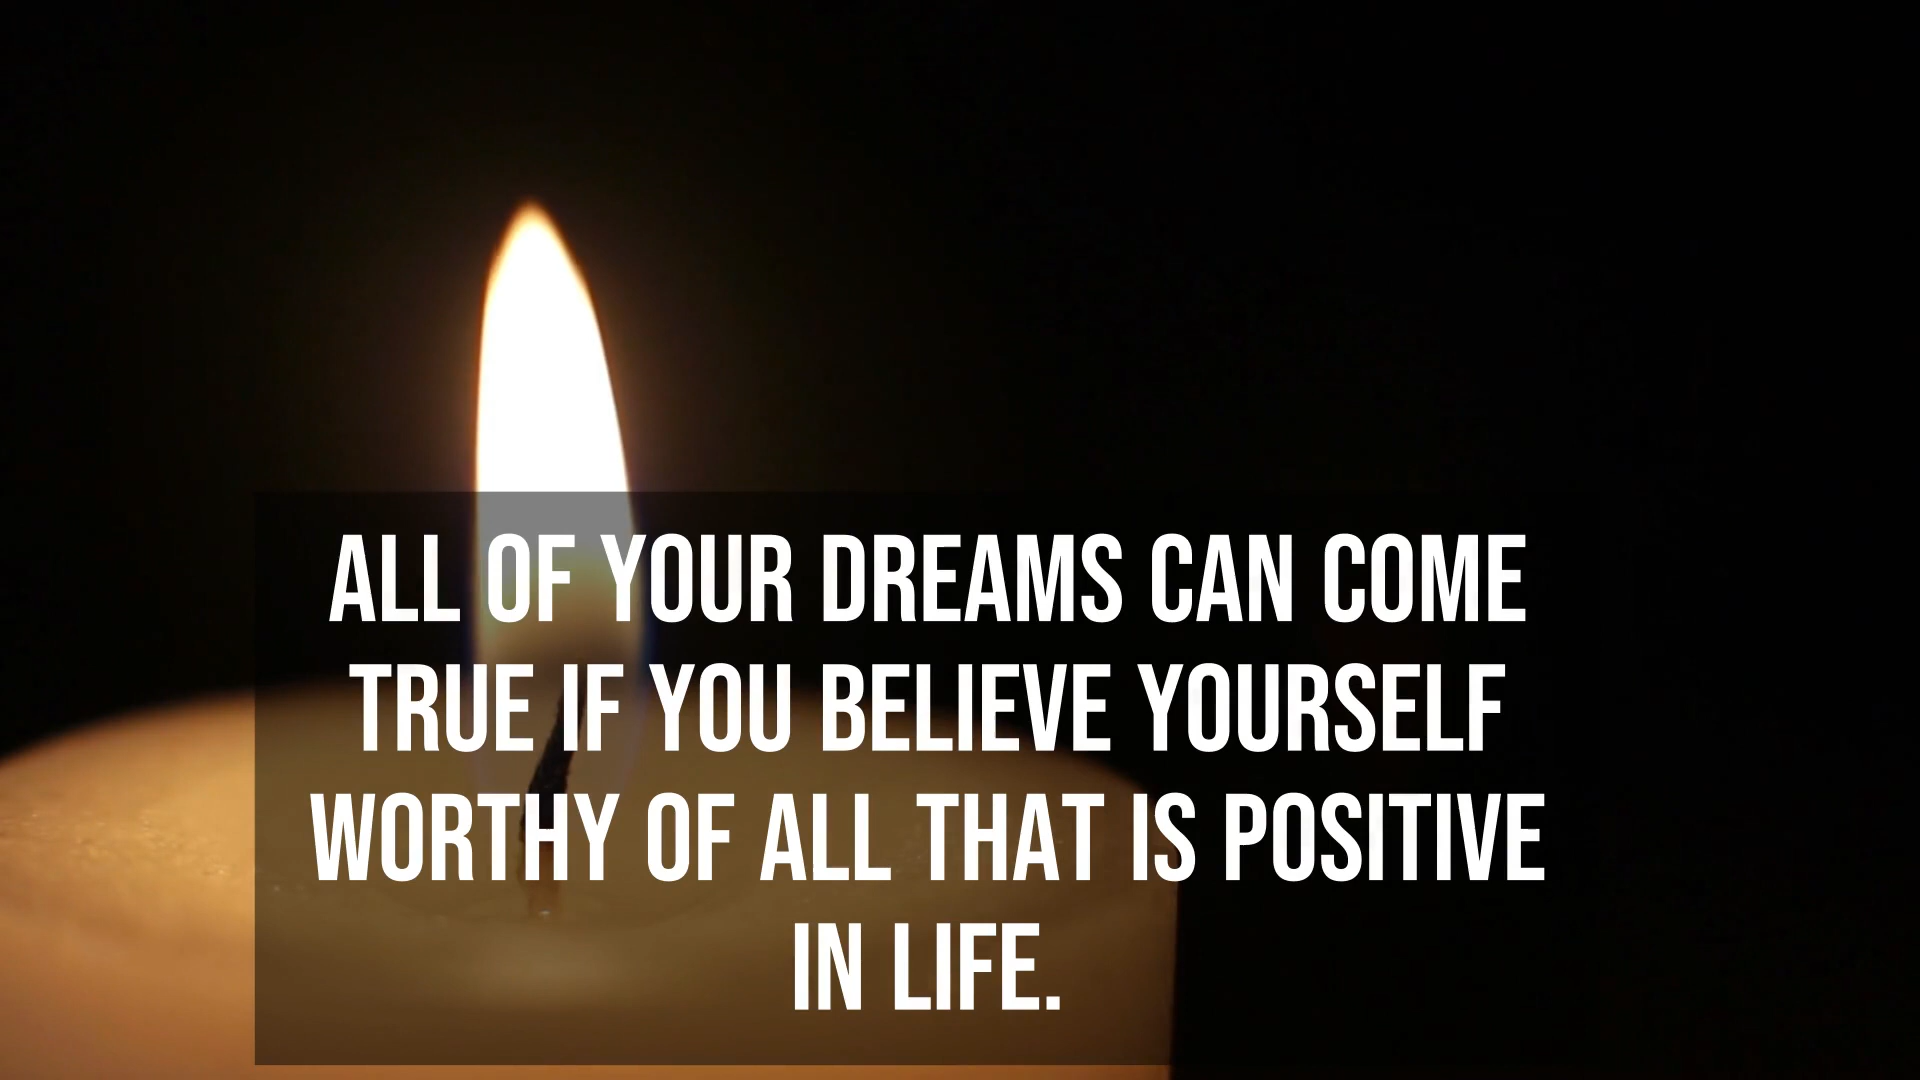 ALL OF YOUR DREAMS CAN COME
TRUE IF YOU BELIEVE YOURSELF
WORTHY OF ALL THAT IS POSITIVE
IN LIFE.